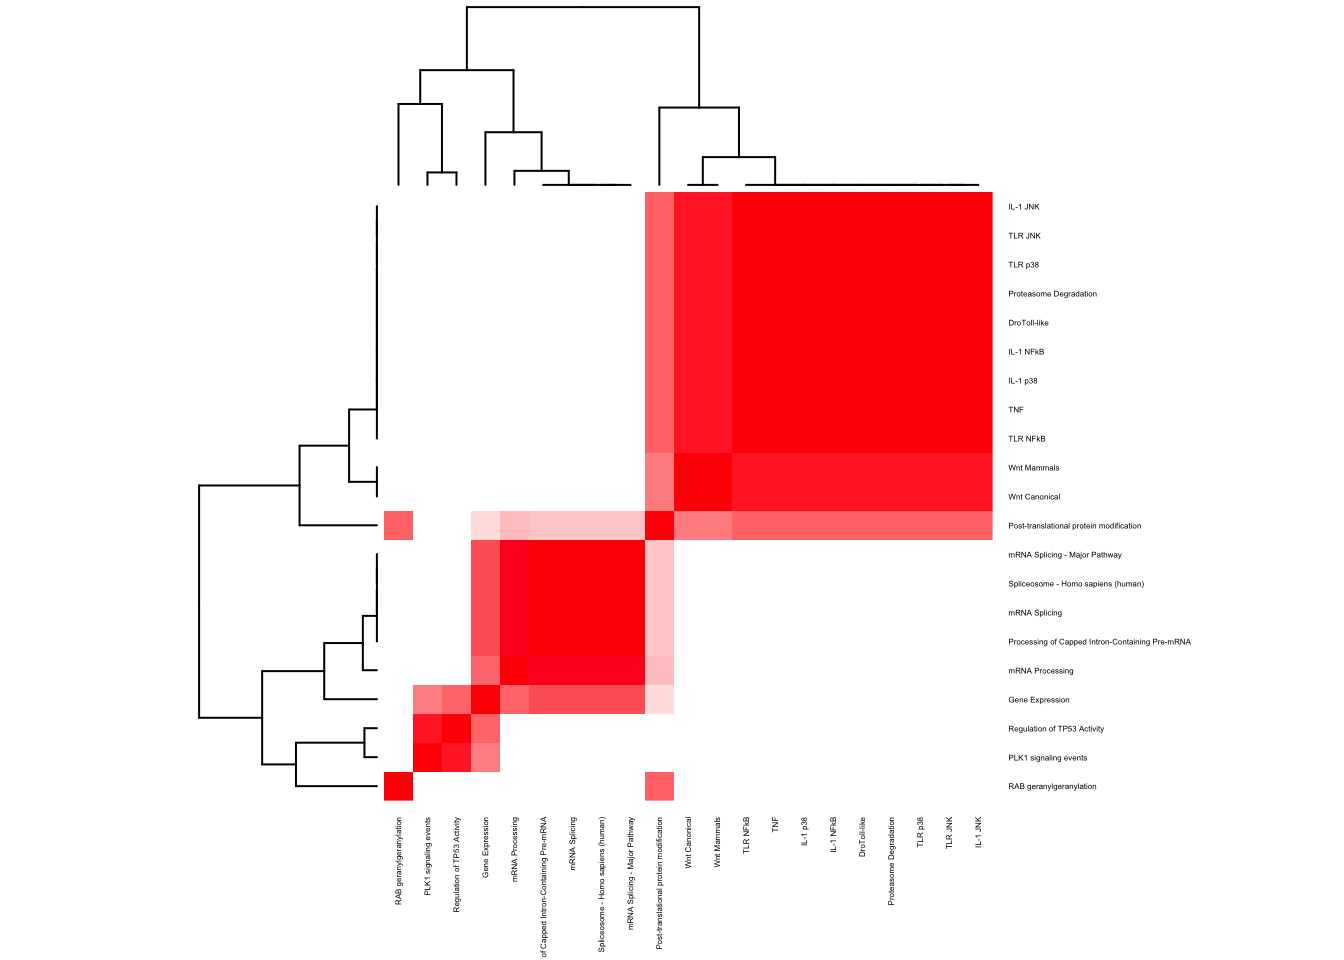 IL-1 JNK
TLR JNK
TLR p38
Proteasome Degradation
DroToll-like
IL-1 NFkB
IL-1 p38
TNF
TLR NFkB
Wnt Mammals
Wnt Canonical
Post-translational protein modification
mRNA Splicing - Major Pathway
Spliceosome - Homo sapiens (human)
mRNA Splicing
Processing of Capped Intron-Containing Pre-mRNA
mRNA Processing
Gene Expression
Regulation of TP53 Activity
PLK1 signaling events
RAB geranylgeranylation
RAB geranylgeranylation
PLK1 signaling events
Regulation of TP53 Activity
Gene Expression
mRNA Processing
of Capped Intron-Containing Pre-mRNA
mRNA Splicing
Spliceosome - Homo sapiens (human)
mRNA Splicing - Major Pathway
Post-translational protein modification
Wnt Canonical
Wnt Mammals
TLR NFkB
TNF
IL-1 p38
IL-1 NFkB
DroToll-like
Proteasome Degradation
TLR p38
TLR JNK
IL-1 JNK